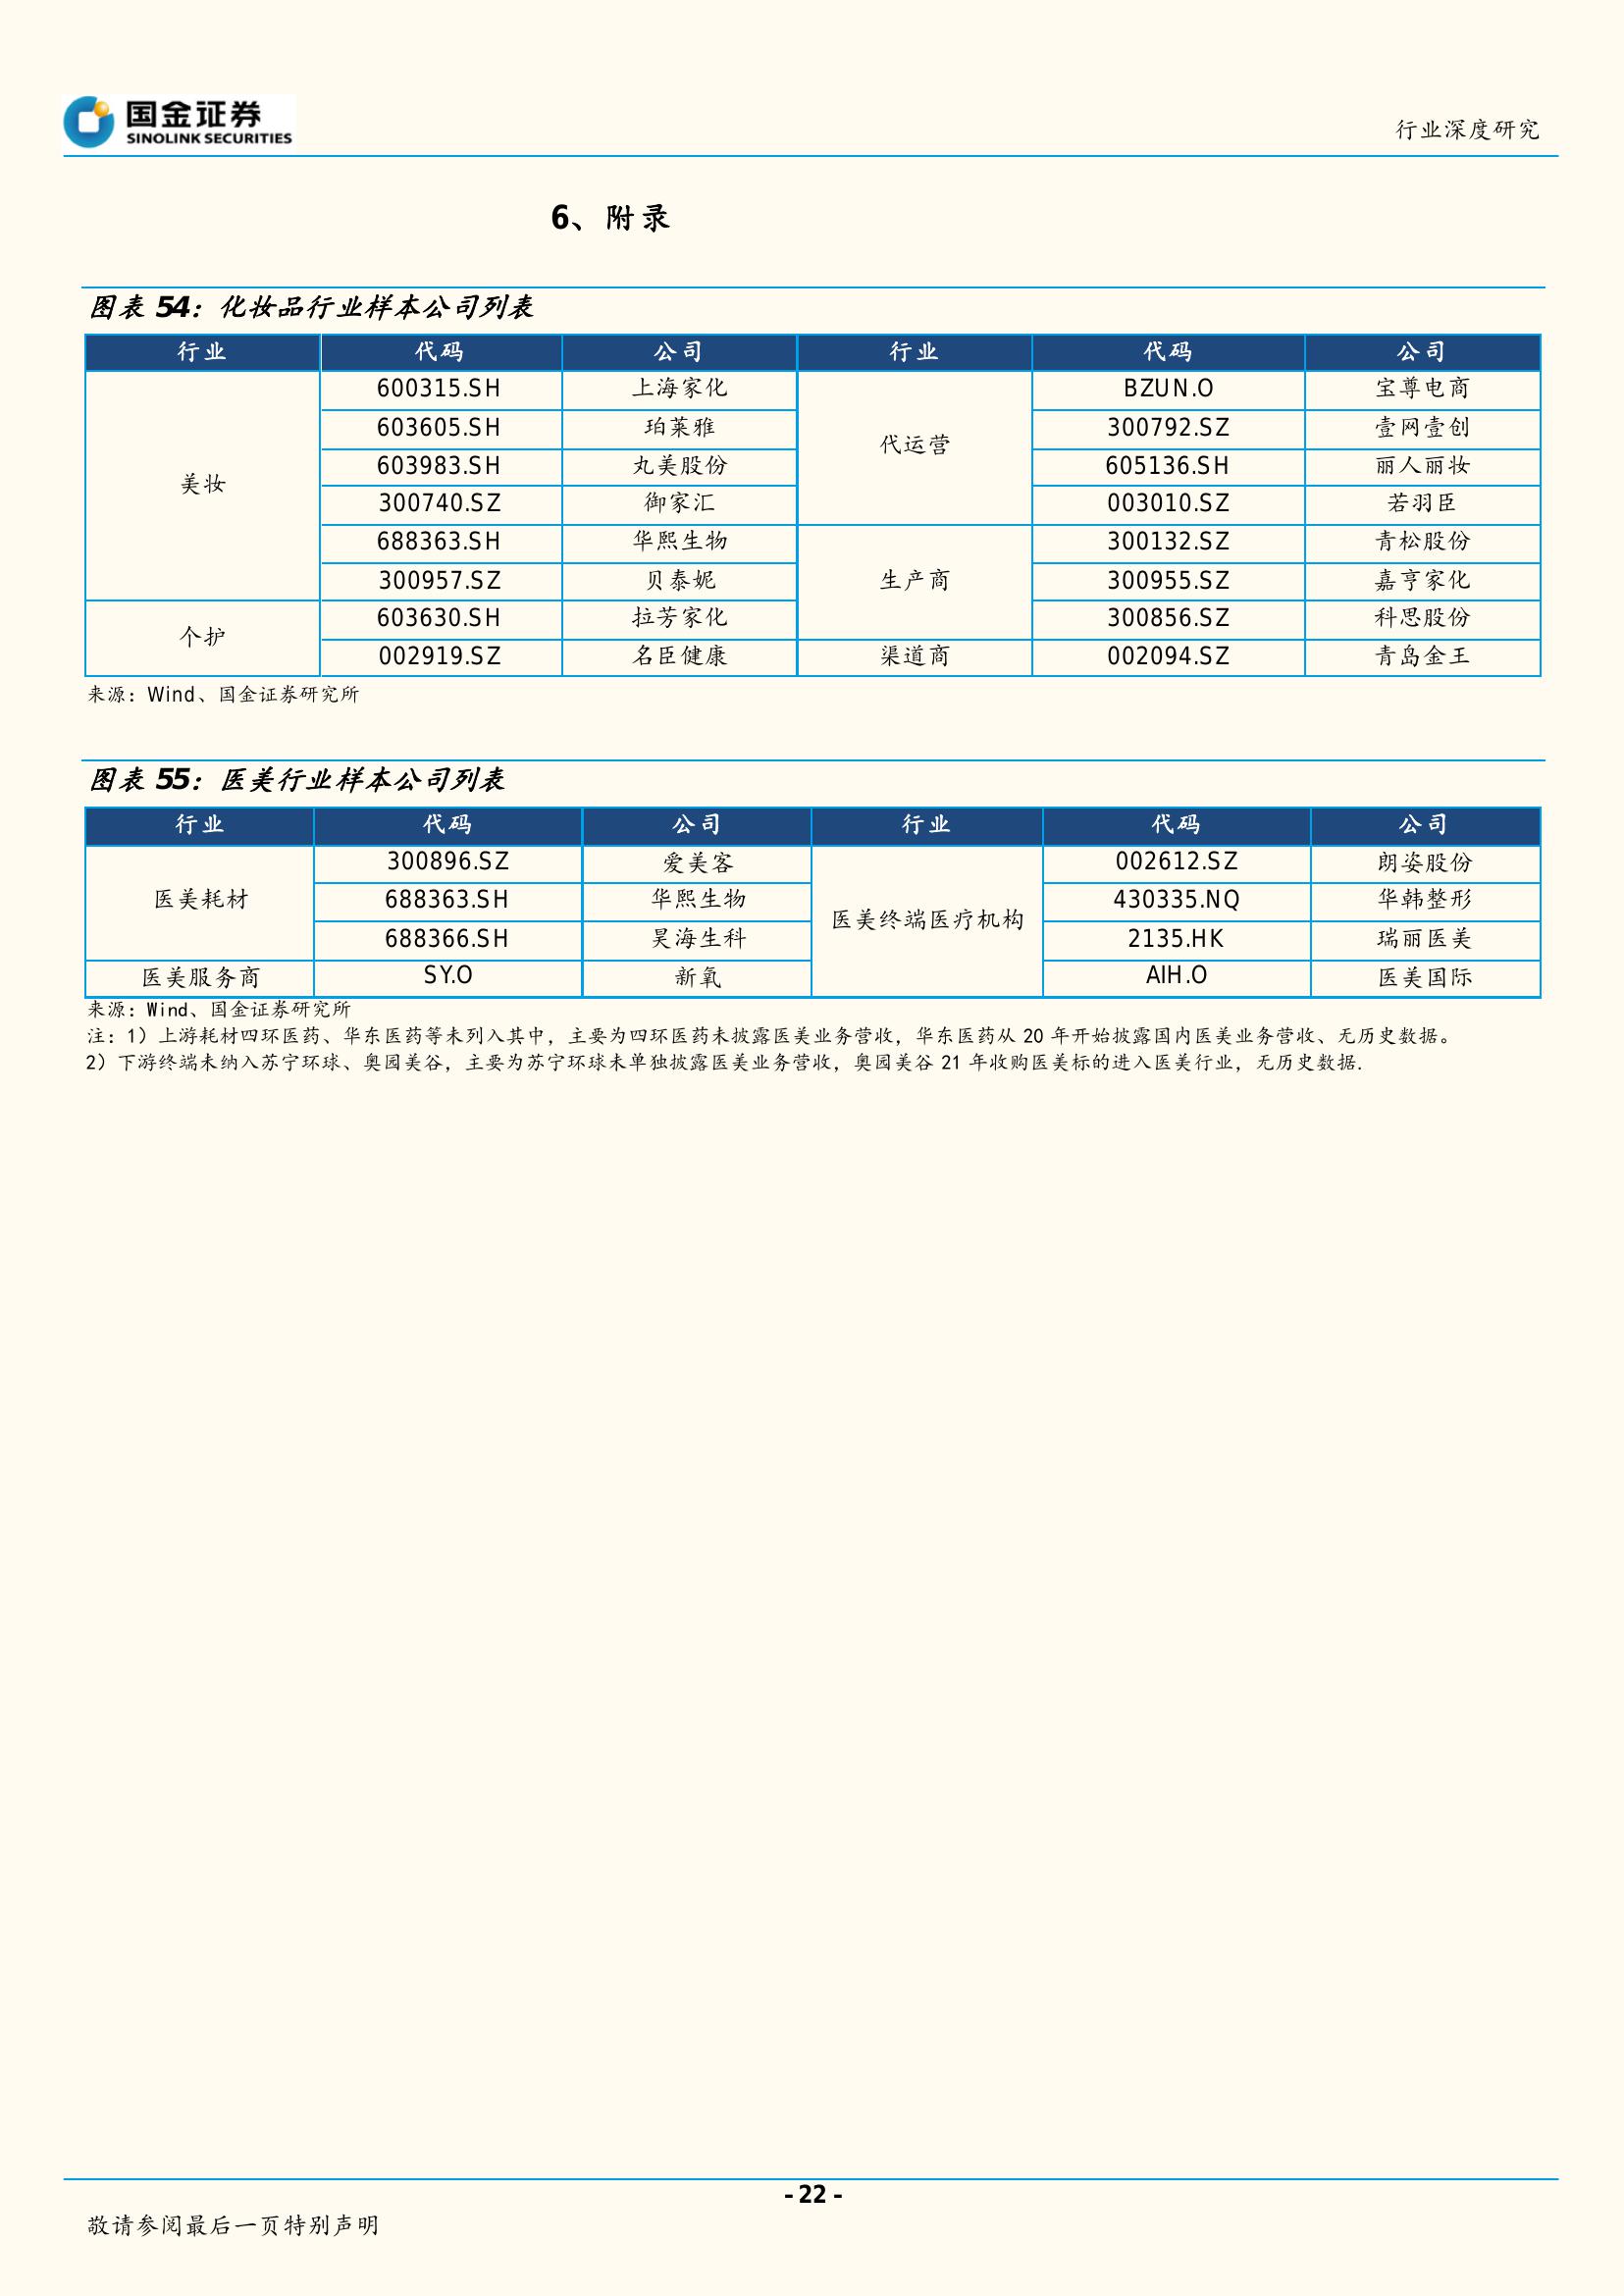 国金证券
SINOLINK SECURITIES
行业深度研究
6、附录
图表 54：化妆品行业样本公司列表
行业 代码 公司 行业 代码 公司
美妆 600315.SH 上海家化 代运营 BZUN.O 宝尊电商
603605.SH 珀莱雅 300792.SZ 壹网壹创
603983.SH 丸美股份 605136.SH 丽人丽妆
300740.SZ 御家汇 003010.SZ 若羽臣
688363.SH 华熙生物 生产商 300132.SZ 青松股份
300957.SZ 贝泰妮 300955.SZ 嘉亨家化
个护 603630.SH 拉芳家化 300856.SZ 科思股份
002919.SZ 名臣健康 渠道商 002094.SZ 青岛金王
来源：Wind、国金证券研究所
图表 55：医美行业样本公司列表
行业 代码 公司 行业 代码 公司
医美耗材 300896.SZ 爱美客 医美终端医疗机构 002612.SZ 朗姿股份
688363.SH 华熙生物 430335.NQ 华韩整形
688366.SH 昊海生科 2135.HK 瑞丽医美
医美服务商 SY.O 新氧 AIH.O 医美国际
来源：Wind、国金证券研究所
注：1）上游耗材四环医药、华东医药等未列入其中，主要为四环医药未披露医美业务营收，华东医药从 20 年开始披露国内医美业务营收、无历史数据。
2）下游终端未纳入苏宁环球、奥园美谷，主要为苏宁环球未单独披露医美业务营收，奥园美谷 21 年收购医美标的进入医美行业，无历史数据.
- 22 -
敬请参阅最后一页特别声明